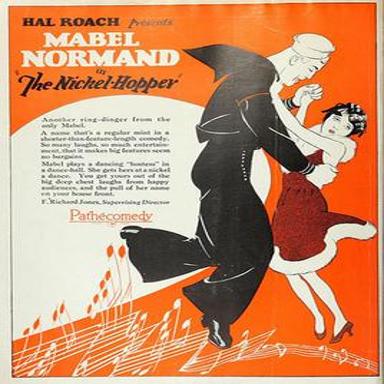 HAL ROACH Presents
MABEL
NORMAND
in
"The Nickel-Hopper"
Another ring-dinger from the
only Mabel.
A name that's a regular mint in a
shorter-than-feature-length comedy.
So many laughs, so much entertain-
ment, that it makes big features seem
no bargains.
Mabel plays a dancing "hostess" in
a dance-hall. She gets hers at a nickel
a dance. You get yours out of the
big deep chest laughs from happy
audiences, and the pull of her name
on your house front.
F. Richard Jones, Supervising Director
Pathécomedy